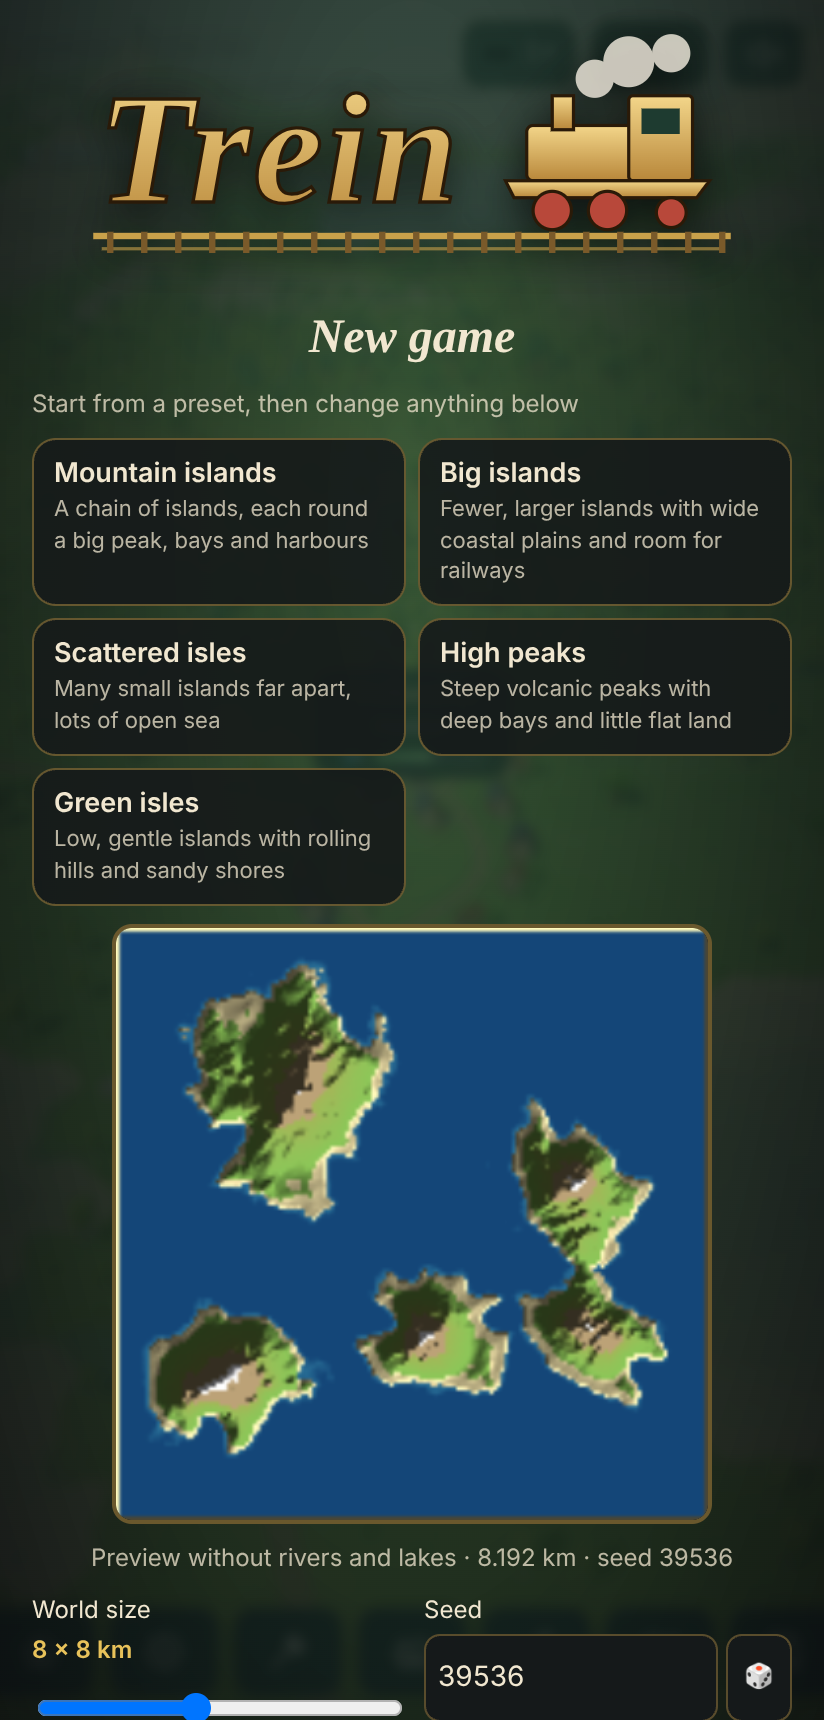 Trein
New game
Start from a preset, then change anything below
Mountain islands
A chain of islands, each round
a big peak, bays and harbours
Big islands
Fewer, larger islands with wide
coastal plains and room for
railways
Scattered isles
Many small islands far apart,
lots of open sea
High peaks
Steep volcanic peaks with
deep bays and little flat land
Green isles
Low, gentle islands with rolling
hills and sandy shores
Preview without rivers and lakes · 8.192 km · seed 39536
World size
8 × 8 km
Seed
39536